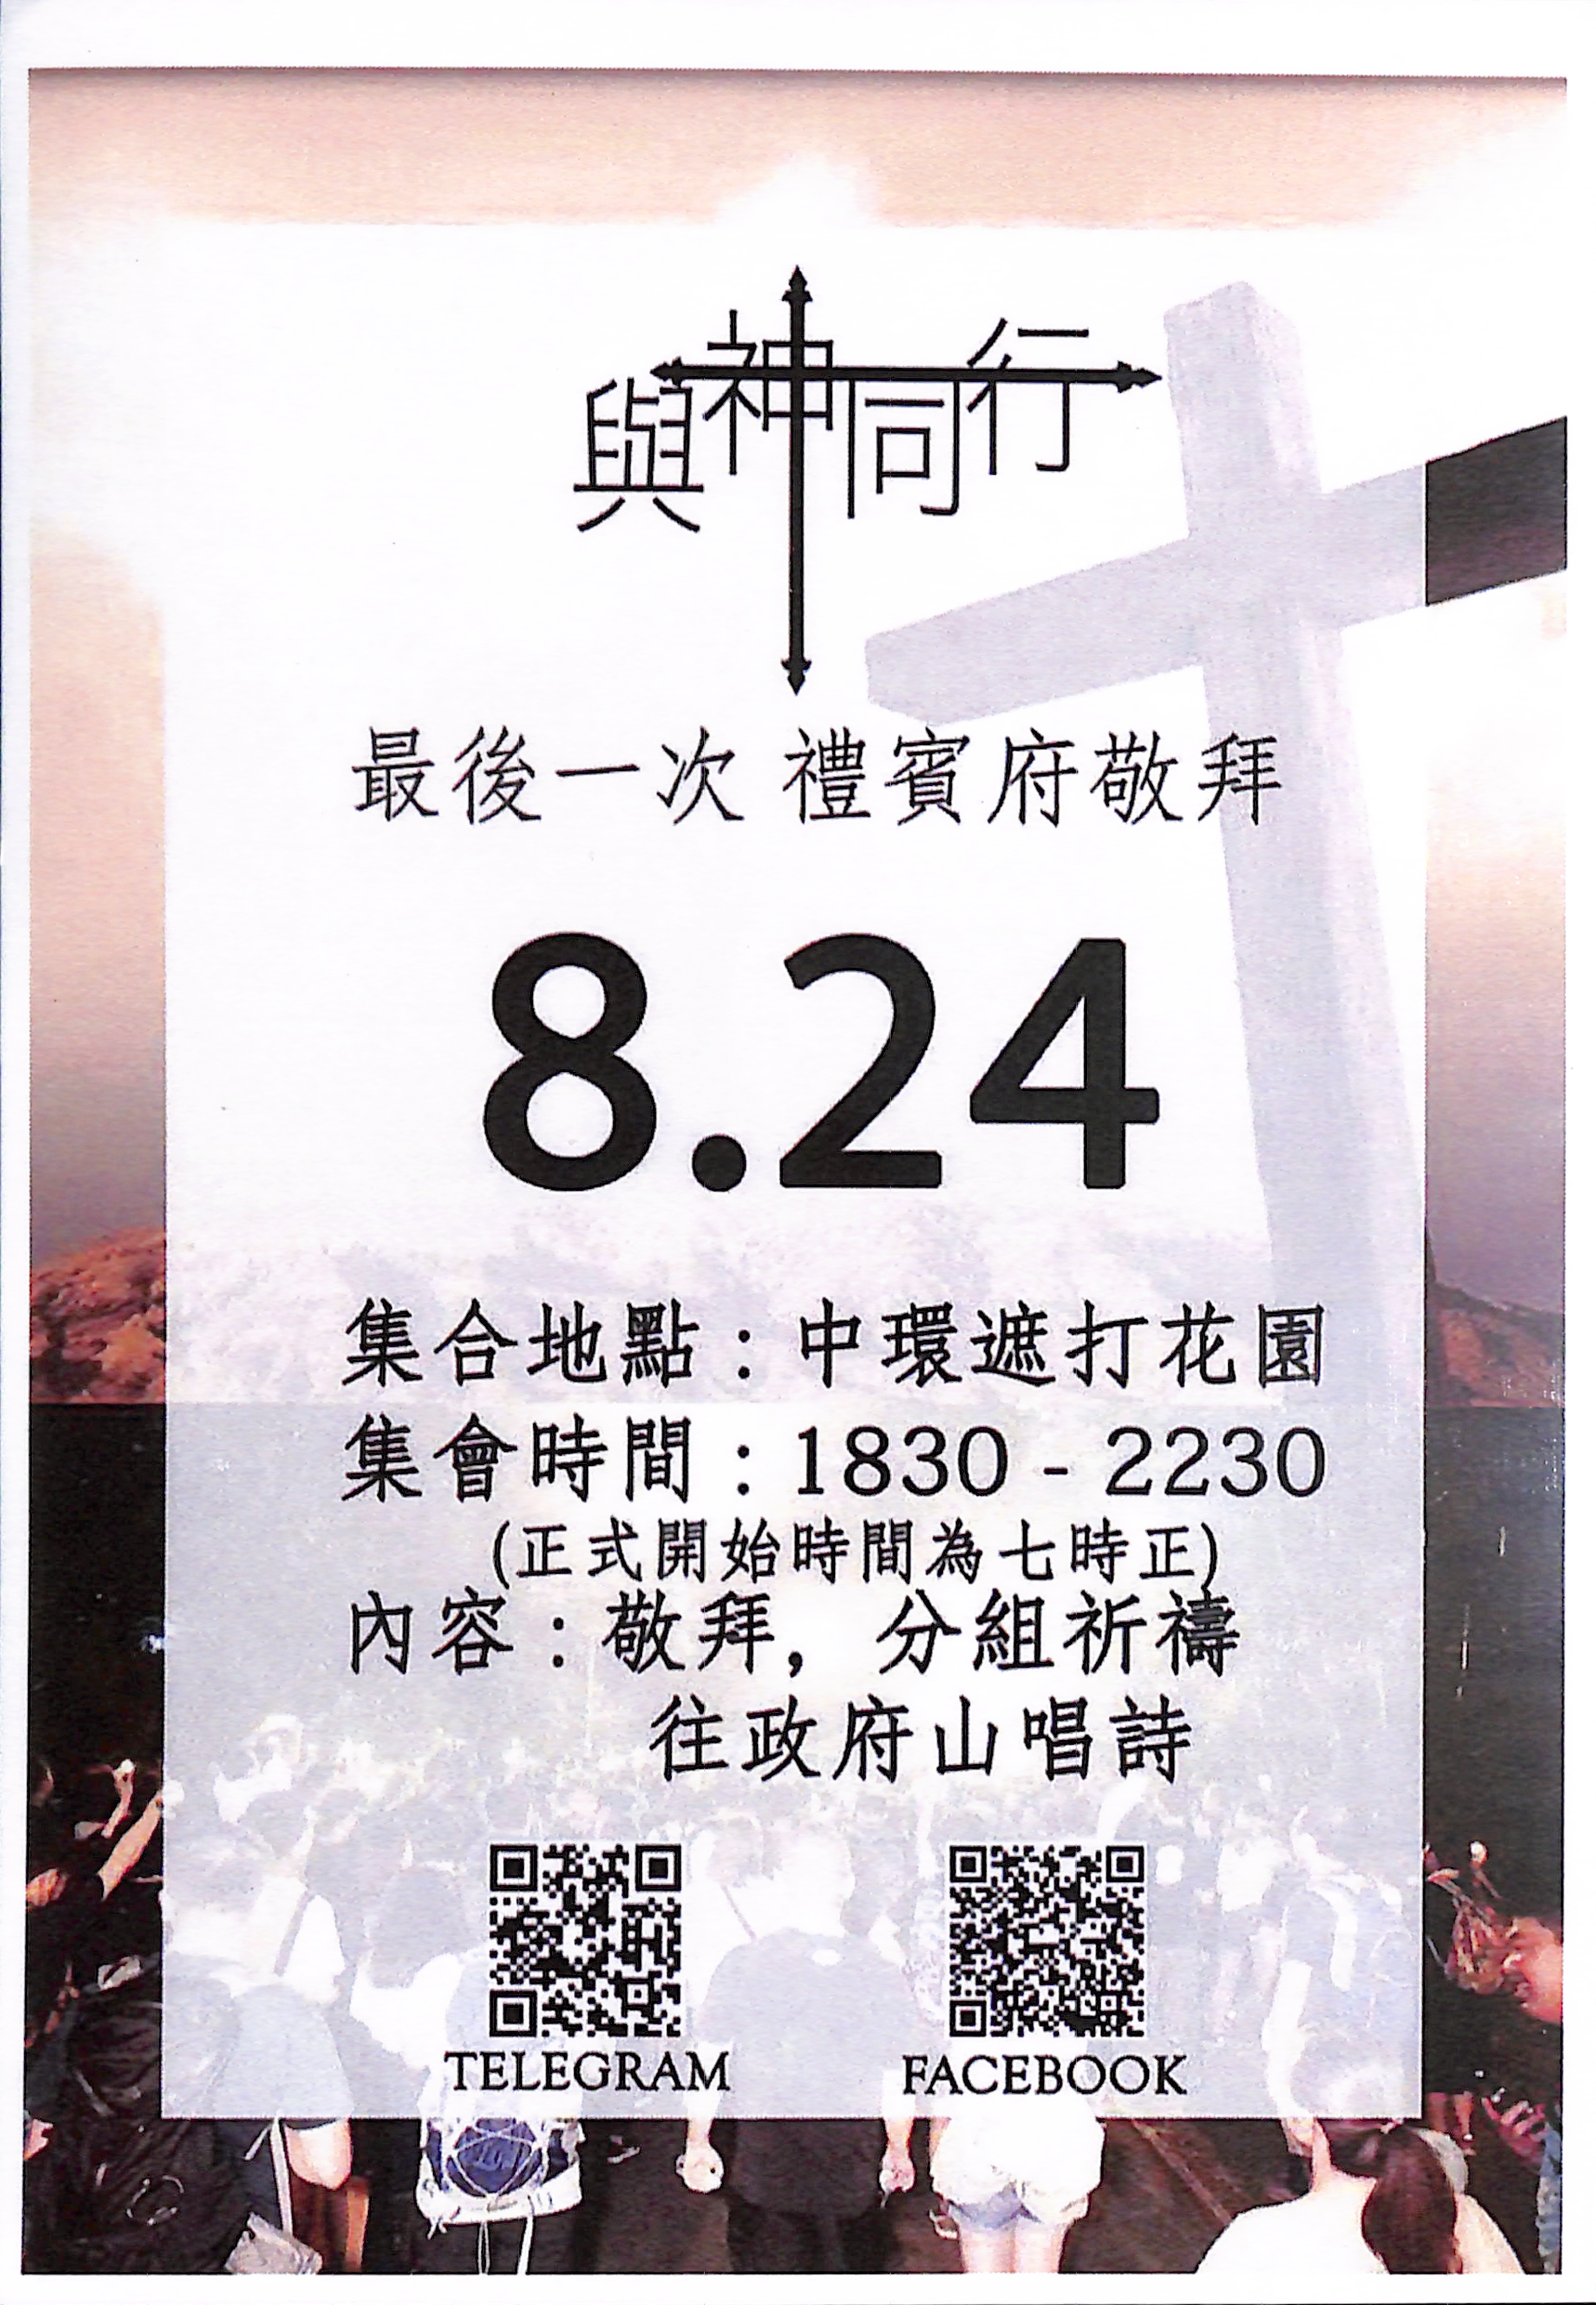 與神同行
最後一次 禮賓府敬拜
8.24
集合地點：中環遮打花園
集會時間：1830 - 2230
(正式開始時間為七時正)
內容：敬拜，分組祈禱
往政府山唱詩
TELEGRAM FACEBOOK